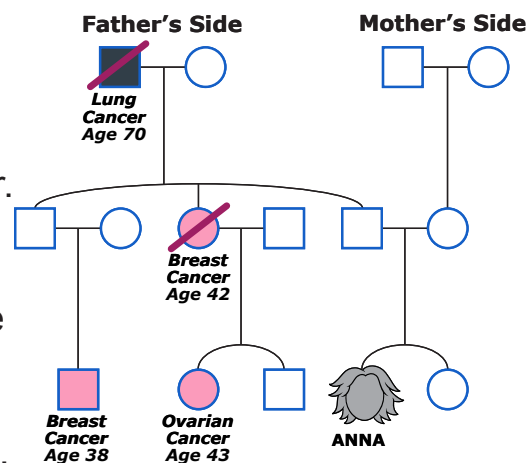 Father's Side
Mother's Side
Lung
Cancer
Age 70
r.
Breast
Cancer
Age 42
e
Breast
Cancer
Age 38
Ovarian
Cancer
Age 43
ANNA